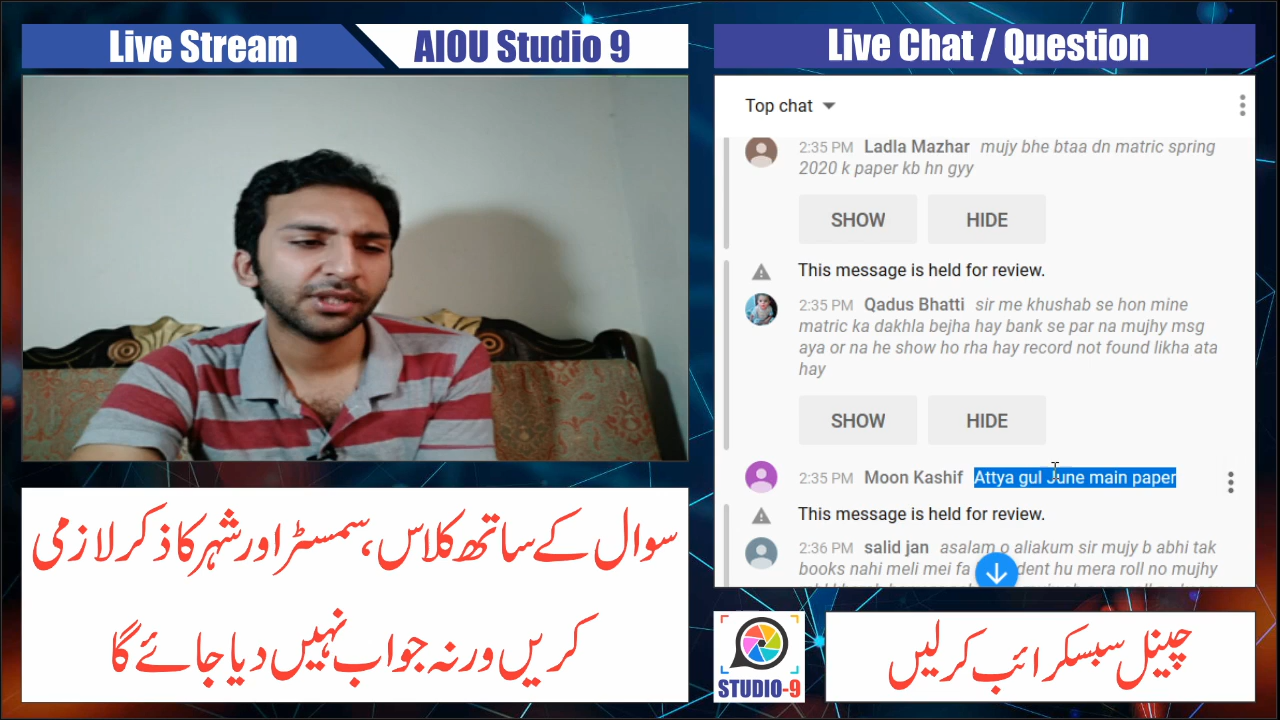 Live Stream
AIOU Studio 9
Live Chat / Question
Top chat
2:35 PM Ladla Mazhar mujy bhe btaa dn matric spring
2020 k paper kb hn gyy
SHOW HIDE
This message is held for review.
2:35 PM Qadus Bhatti sir me khushab se hon mine
matric ka dakhla bejha hay bank se par na mujhy msg
aya or na he show ho rha hay record not found likha ata
hay
SHOW HIDE
2:35 PM Moon Kashif Attya gul June main paper
This message is held for review.
2:36 PM salid jan asalam o aliakum sir mujy b abhi tak
books nahi meli mei fa dent hu mera roll no mujhy
سوال کے ساتھ کلاس، سمسٹر اور شہر کا ذکر لازمی
کریں ورنہ جواب نہیں دیا جائے گا
STUDIO-9
چینل سبسکرائب کر لیں